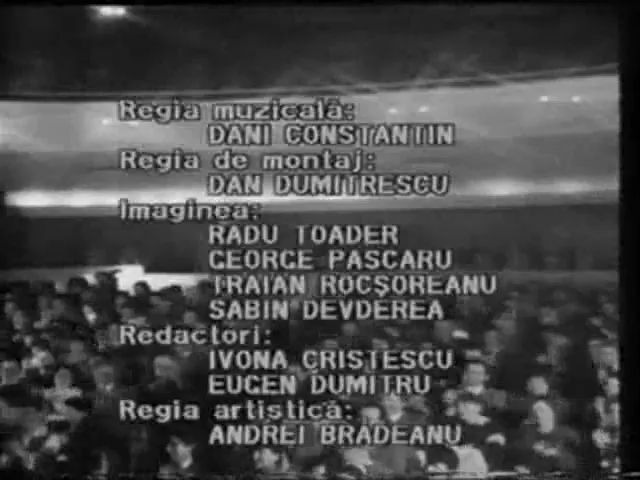 Regia muzicală:
DANI CONSTANTIN
Regia de montaj:
DAN DUMITRESCU
Imaginea:
RADU TOADER
GEORGE PASCARU
TRAIAN ROCȘOREANU
SABIN DEVDEREA
Redactori:
IVONA CRISTESCU
EUGEN DUMITRU
Regia artistică:
ANDREI BRADEANU